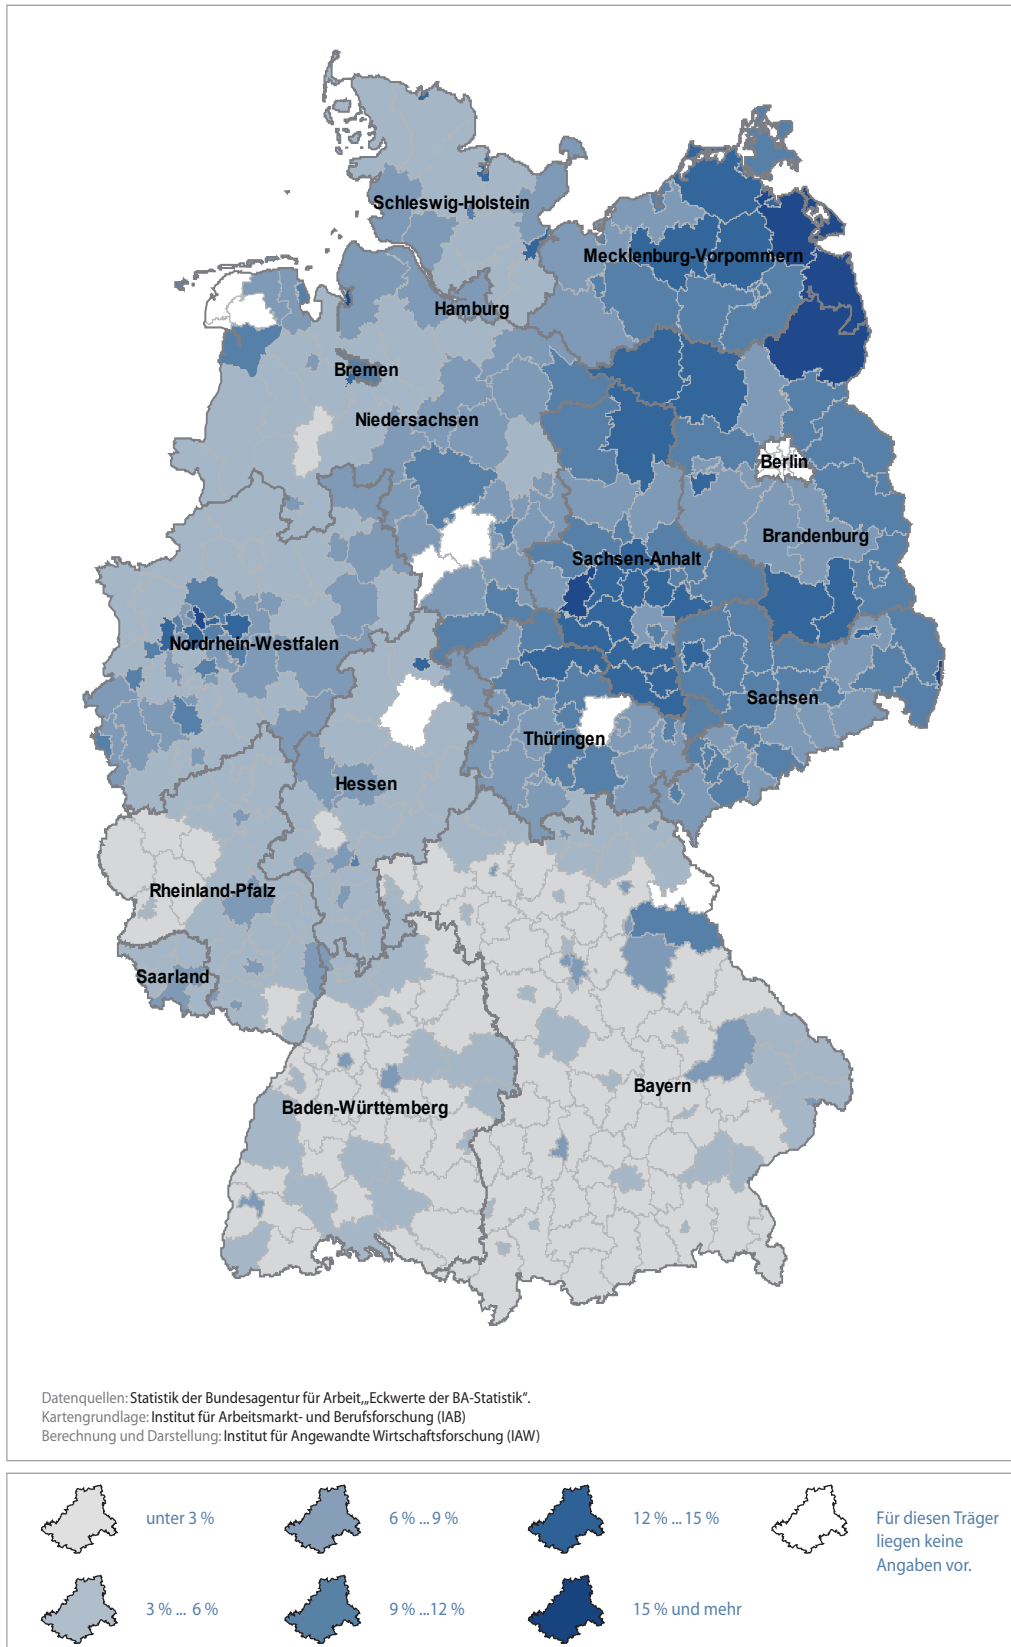 Schleswig-Holstein
Mecklenburg-Vorpommern
Hamburg
Bremen
Niedersachsen
Berlin
Brandenburg
Sachsen-Anhalt
Nordrhein-Westfalen
Sachsen
Thüringen
Hessen
Rheinland-Pfalz
Saarland
Bayern
Baden-Württemberg
Datenquellen: Statistik der Bundesagentur für Arbeit, „Eckwerte der BA-Statistik“.
Kartengrundlage: Institut für Arbeitsmarkt- und Berufsforschung (IAB)
Berechnung und Darstellung: Institut für Angewandte Wirtschaftsforschung (IAW)
unter 3 %
6 % ... 9 %
12 % ... 15 %
Für diesen Träger
liegen keine
Angaben vor.
3 % ... 6 %
9 % ...12 %
15 % und mehr